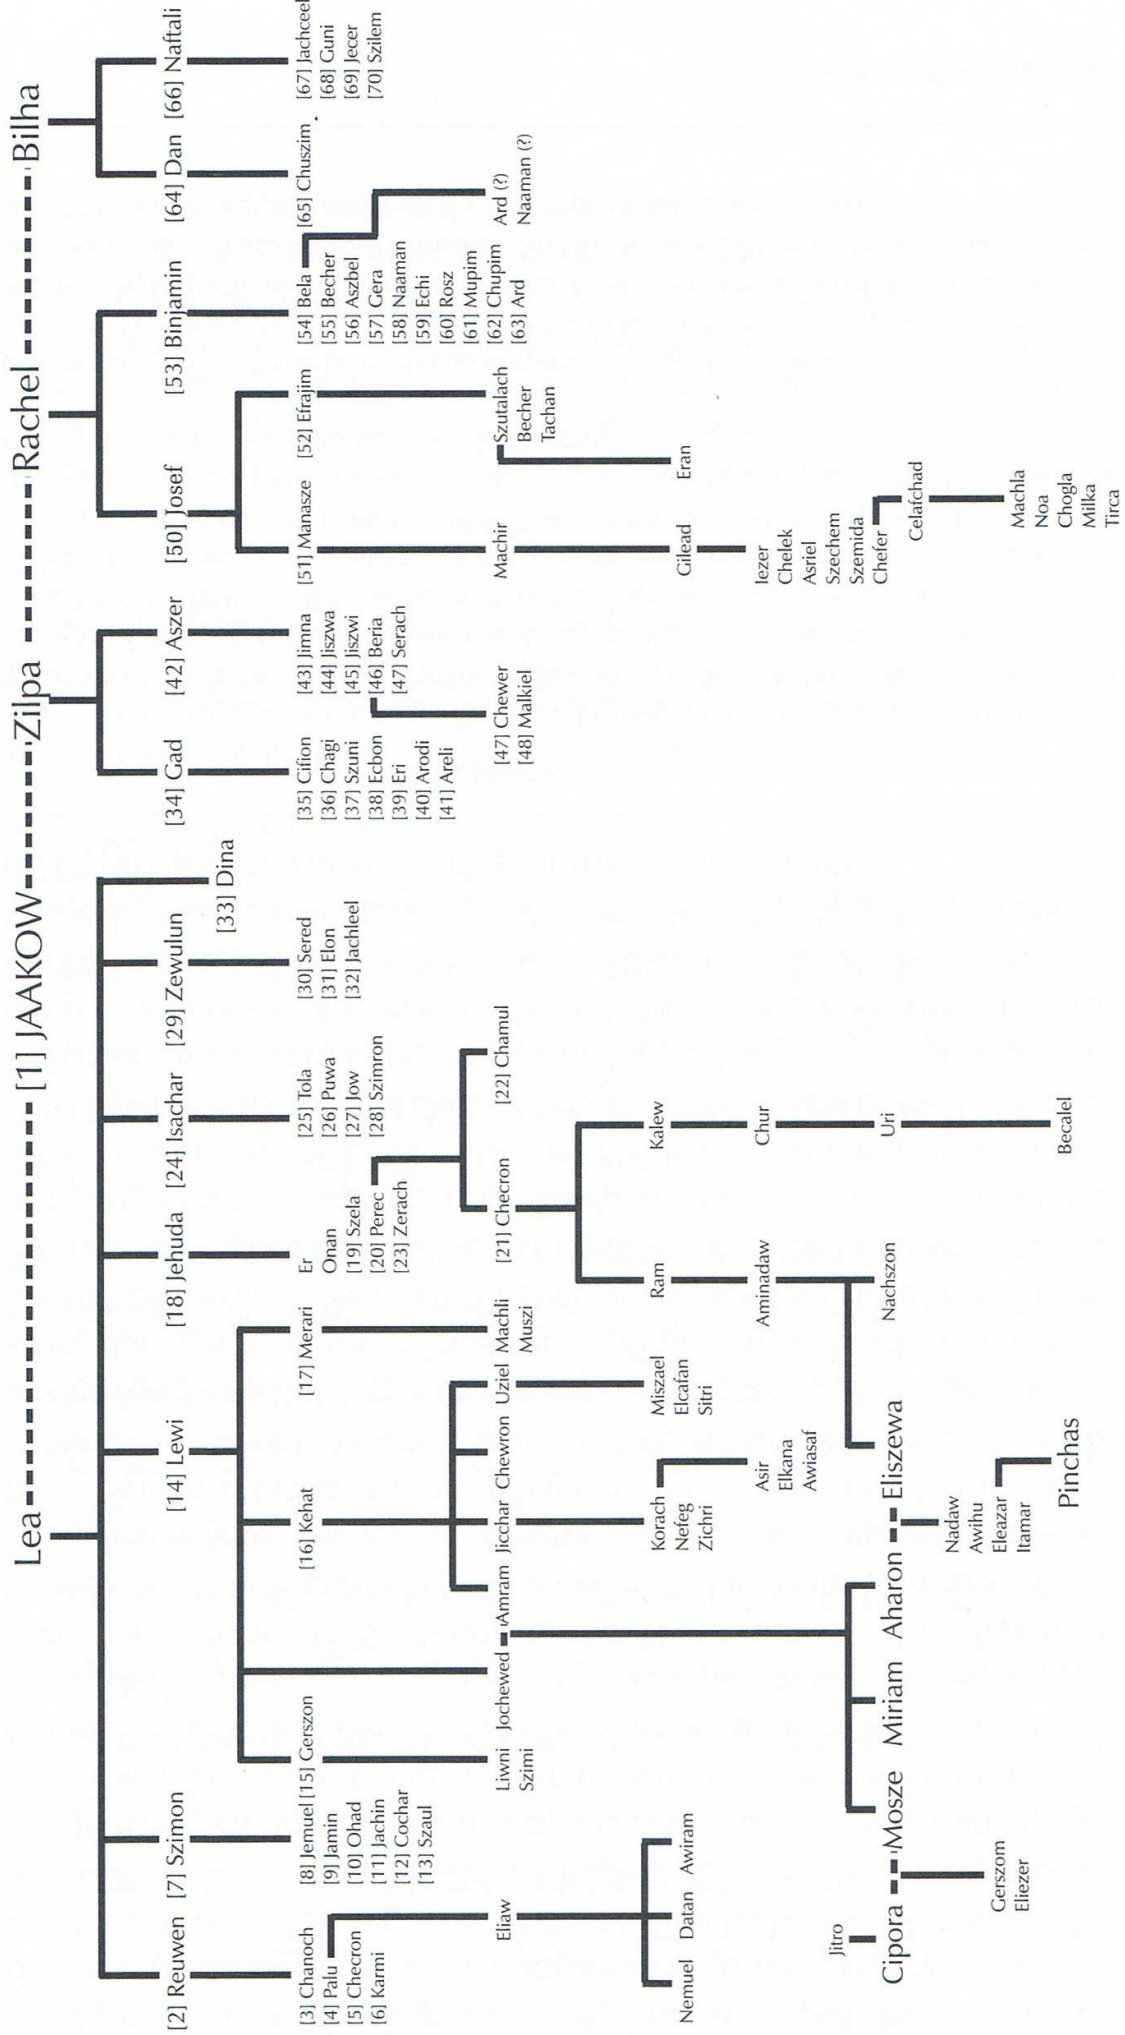 Lea [1] JAAKOW Zilpa Rachel Bilha
[2] Reuwen [7] Szimon [14] Lewi [18] Jehuda [24] Isachar [29] Zewulun [34] Gad [42] Aszer [50] Josef [53] Binjamin [64] Dan [66] Naftali
[33] Dina
[3] Chanoch
[4] Palu
[5] Checron
[6] Karmi
[8] Jemuel
[9] Jamin
[10] Ohad
[11] Jachin
[12] Cochar
[13] Szaul
[15] Gerszon [16] Kehat [17] Merari
Er
Onan
[19] Szela
[20] Perec
[23] Zerach
[25] Tola
[26] Puwa
[27] Jow
[28] Szimron
[30] Sered
[31] Elon
[32] Jachleel
[35] Cifion
[36] Chagi
[37] Szuni
[38] Ecbon
[39] Eri
[40] Arodi
[41] Areli
[43] Jimna
[44] Jiszwa
[45] Jiszwi
[46] Beria
[47] Serach
[51] Manasze [52] Efrajim
[54] Bela
[55] Becher
[56] Aszbel
[57] Gera
[58] Naaman
[59] Echi
[60] Rosz
[61] Mupim
[62] Chupim
[63] Ard
[65] Chuszim
[67] Jachceel
[68] Guni
[69] Jecer
[70] Szilem
Eliaw
Liwni
Szimi
Jochewed Amram Jicchar Chewron Uziel
Machli
Muszi
[21] Checron [22] Chamul
[47] Chewer
[48] Malkiel
Machir
Szutalach
Becher
Tachan
Ard (?)
Naaman (?)
Nemuel Datan Awiram
Korach
Nefeg
Zichri
Miszael
Elcafan
Sitri
Ram Kalew
Gilead
Eran
Asir
Elkana
Awiasaf
Aminadaw Chur
Iezer
Chelek
Asriel
Szechem
Szemida
Chefer
Jitro
Cipora Mosze Miriam Aharon Eliszewa
Nachszon Uri
Celafchad
Gerszom
Eliezer
Nadaw
Awihu
Eleazar
Itamar
Pinchas
Becalel
Machla
Noa
Chogla
Milka
Tirca